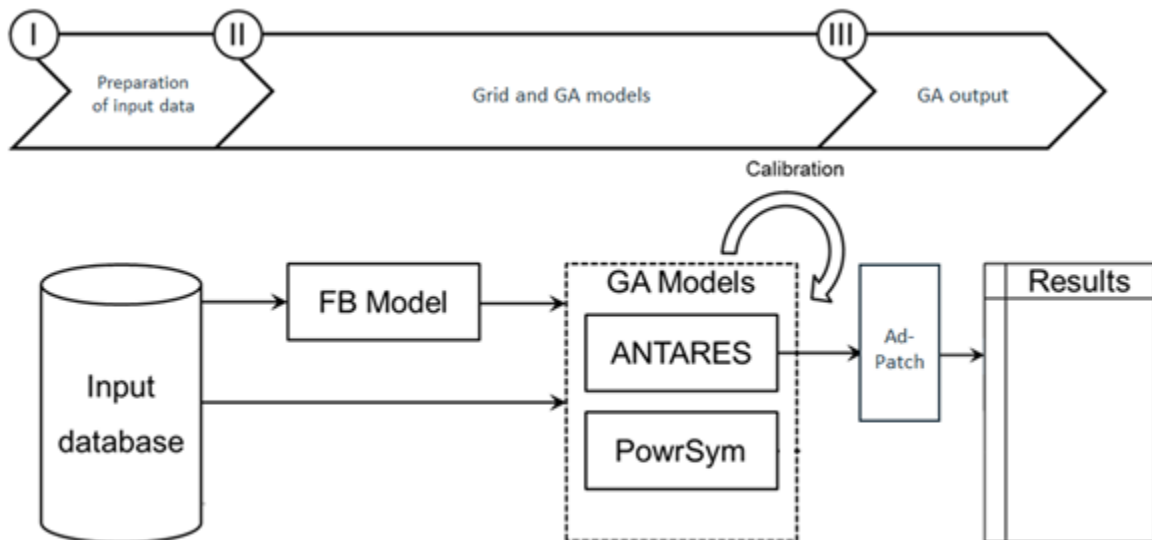 I
II
III
Preparation
of input data
Grid and GA models
GA output
Calibration
Input
database
FB Model
GA Models
ANTARES
PowrSym
Ad-
Patch
Results